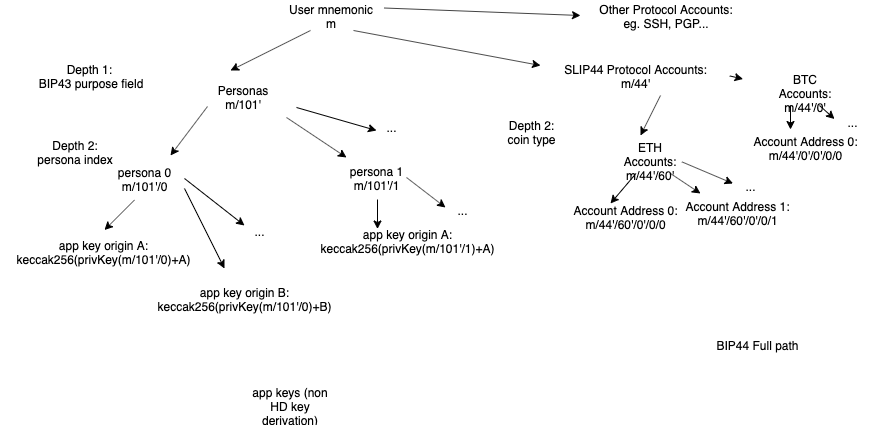 User mnemonic
m
Other Protocol Accounts:
eg. SSH, PGP...
Depth 1:
BIP43 purpose field
Personas
m/101'
SLIP44 Protocol Accounts:
m/44'
BTC
Accounts:
m/44'/0'
...
...
Depth 2:
coin type
Depth 2:
persona index
Account Address 0:
m/44'/0'/0'/0/0
ETH
Accounts:
m/44'/60'
persona 0
m/101'/0
persona 1
m/101'/1
...
...
...
Account Address 0:
m/44'/60'/0'/0/0
Account Address 1:
m/44'/60'/0'/0/1
app key origin A:
keccak256(privKey(m/101'/0)+A)
app key origin A:
keccak256(privKey(m/101'/1)+A)
app key origin B:
keccak256(privKey(m/101'/0)+B)
BIP44 Full path
app keys (non
HD key
derivation)